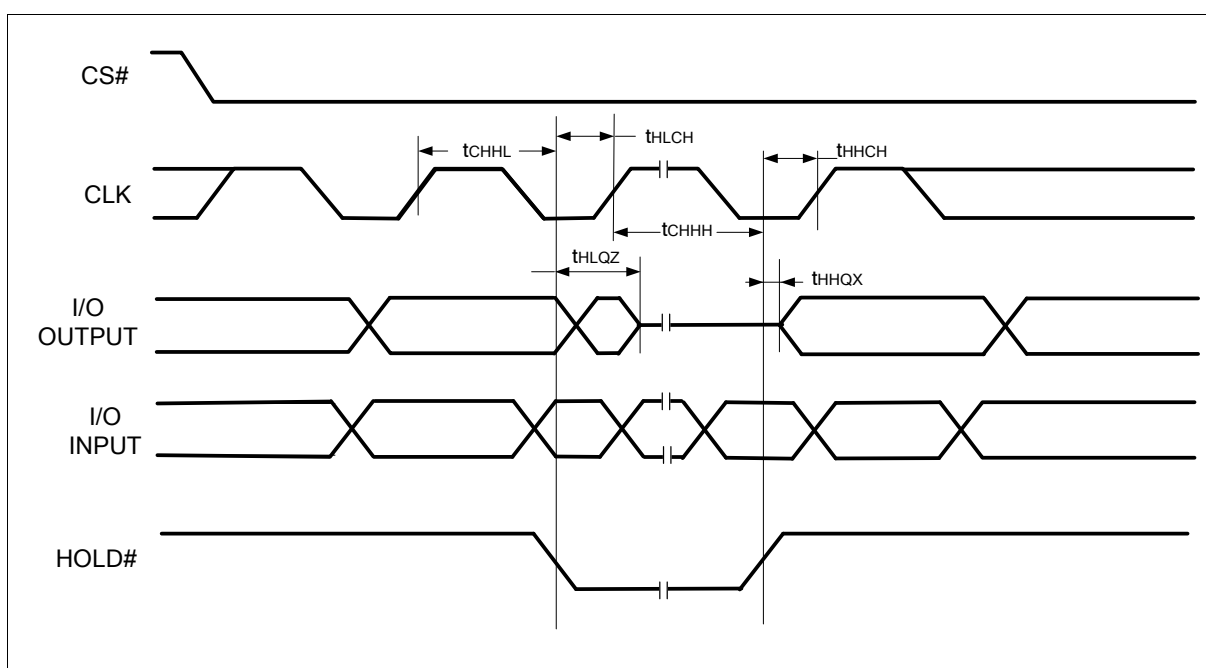 CS#
tCHHL
tHLCH
tHHCH
CLK
tCHHH
tHLQZ
tHHQX
I/O
OUTPUT
I/O
INPUT
HOLD#